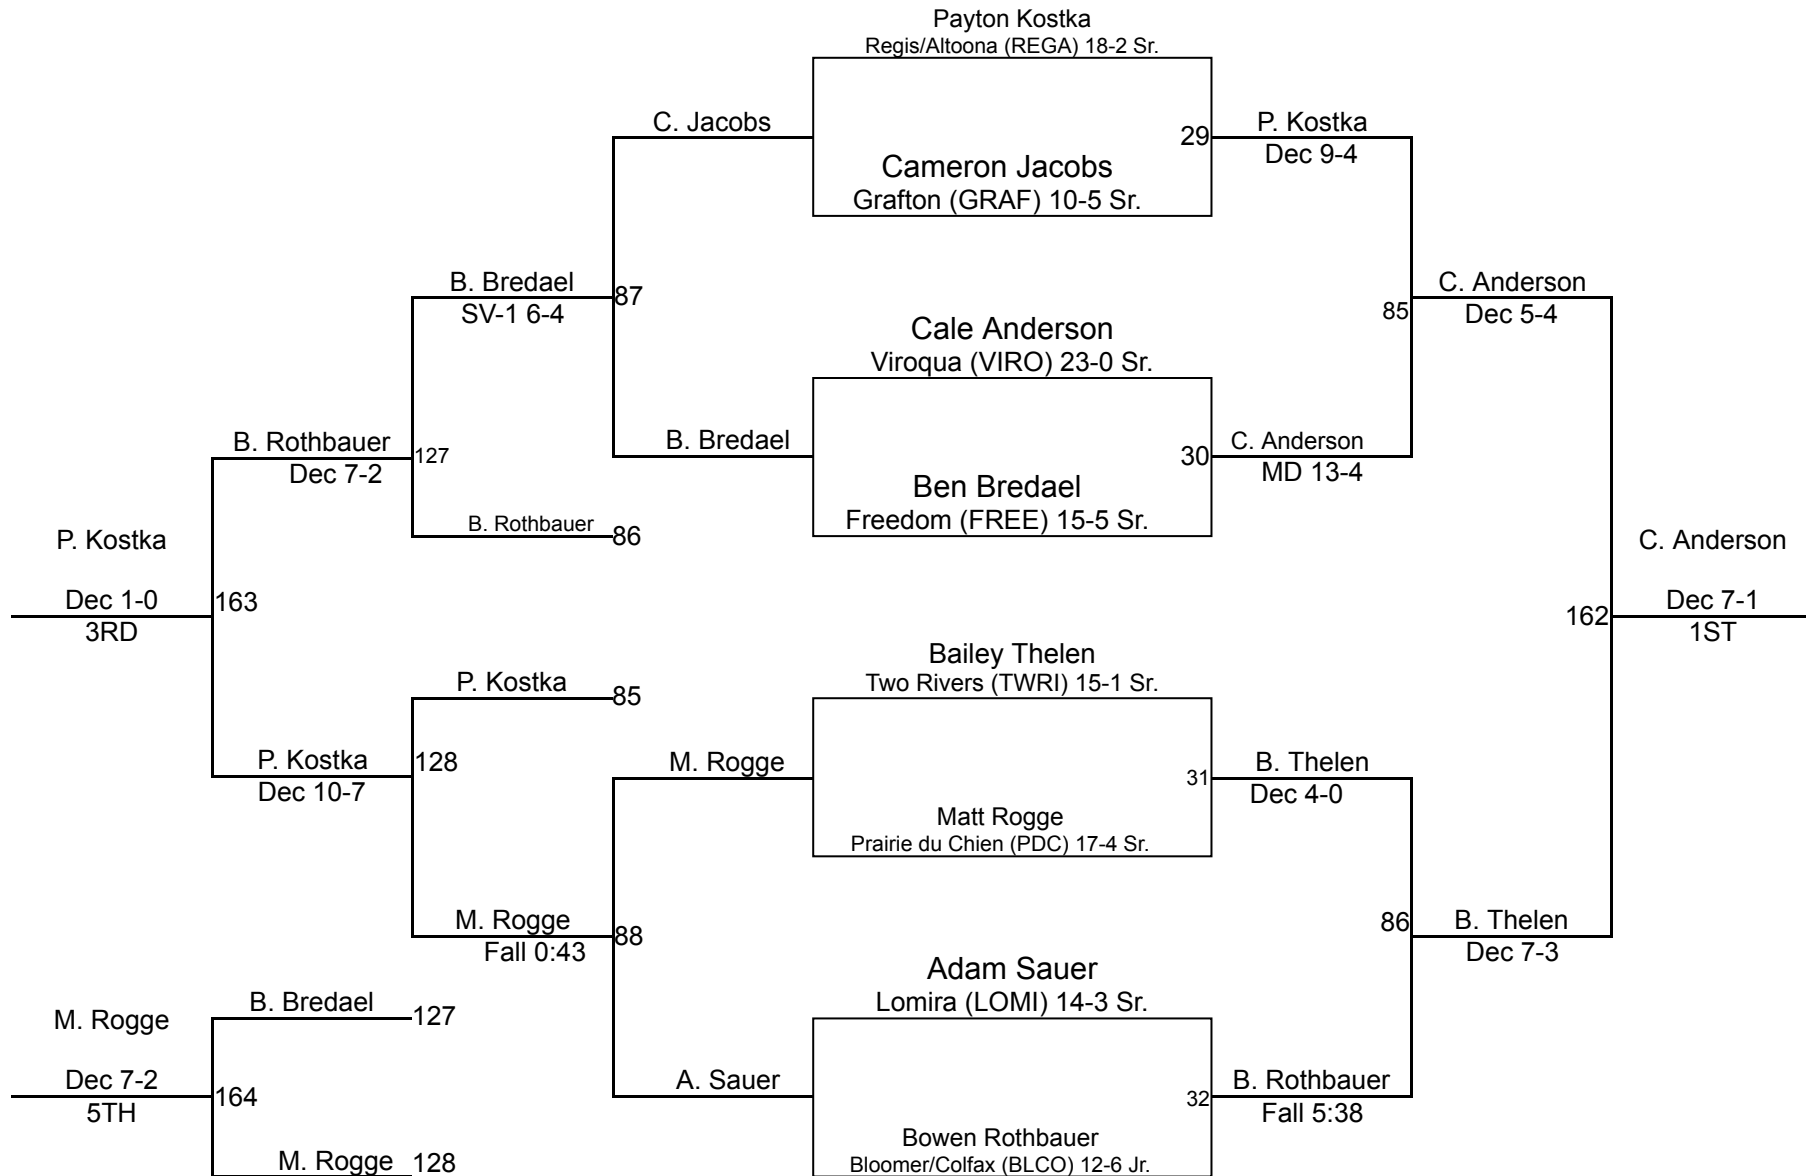 Payton Kostka
Regis/Altoona (REGA) 18-2 Sr.
C. Jacobs
29
P. Kostka
Dec 9-4
Cameron Jacobs
Grafton (GRAF) 10-5 Sr.
B. Bredael
SV-1 6-4
87
C. Anderson
Dec 5-4
85
Cale Anderson
Viroqua (VIRO) 23-0 Sr.
B. Rothbauer
Dec 7-2
127
B. Bredael
30
C. Anderson
MD 13-4
Ben Bredael
Freedom (FREE) 15-5 Sr.
B. Rothbauer
86
P. Kostka
Dec 1-0
3RD
163
C. Anderson
162
Dec 7-1
1ST
Bailey Thelen
Two Rivers (TWRI) 15-1 Sr.
P. Kostka
85
P. Kostka
Dec 10-7
128
M. Rogge
31
B. Thelen
Dec 4-0
Matt Rogge
Prairie du Chien (PDC) 17-4 Sr.
M. Rogge
Fall 0:43
88
86
B. Thelen
Dec 7-3
Adam Sauer
Lomira (LOMI) 14-3 Sr.
B. Bredael
127
M. Rogge
Dec 7-2
5TH
164
A. Sauer
32
B. Rothbauer
Fall 5:38
Bowen Rothbauer
Bloomer/Colfax (BLCO) 12-6 Jr.
M. Rogge
128